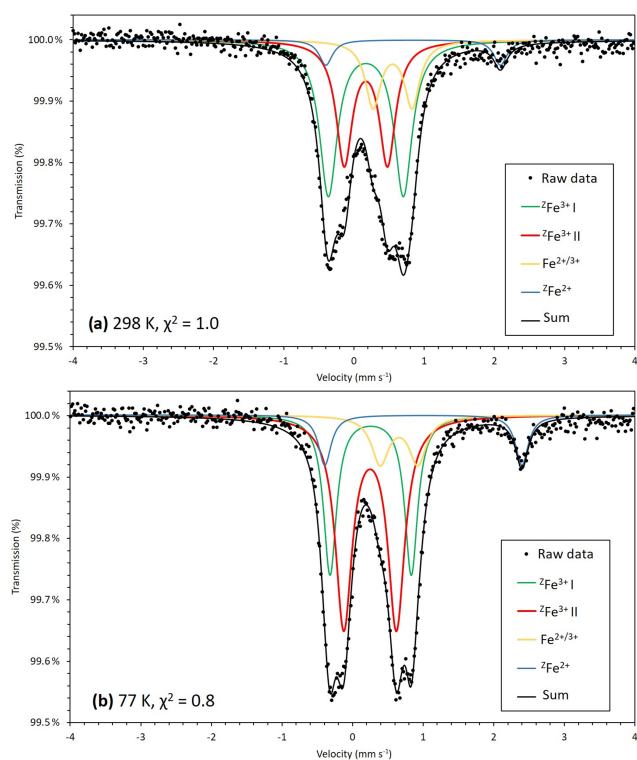 100.0%
99.9%
99.8%
99.7%
99.6%
99.5%
Transmission (%)
Raw data
ᶻFe³⁺ I
ᶻFe³⁺ II
Fe²⁺/³⁺
ᶻFe²⁺
Sum
(a) 298 K, χ² = 1.0
-4 -3 -2 -1 0 1 2 3 4
Velocity (mm s⁻¹)
100.0%
99.9%
99.8%
99.7%
99.6%
99.5%
Transmission (%)
Raw data
ᶻFe³⁺ I
ᶻFe³⁺ II
Fe²⁺/³⁺
ᶻFe²⁺
Sum
(b) 77 K, χ² = 0.8
-4 -3 -2 -1 0 1 2 3 4
Velocity (mm s⁻¹)